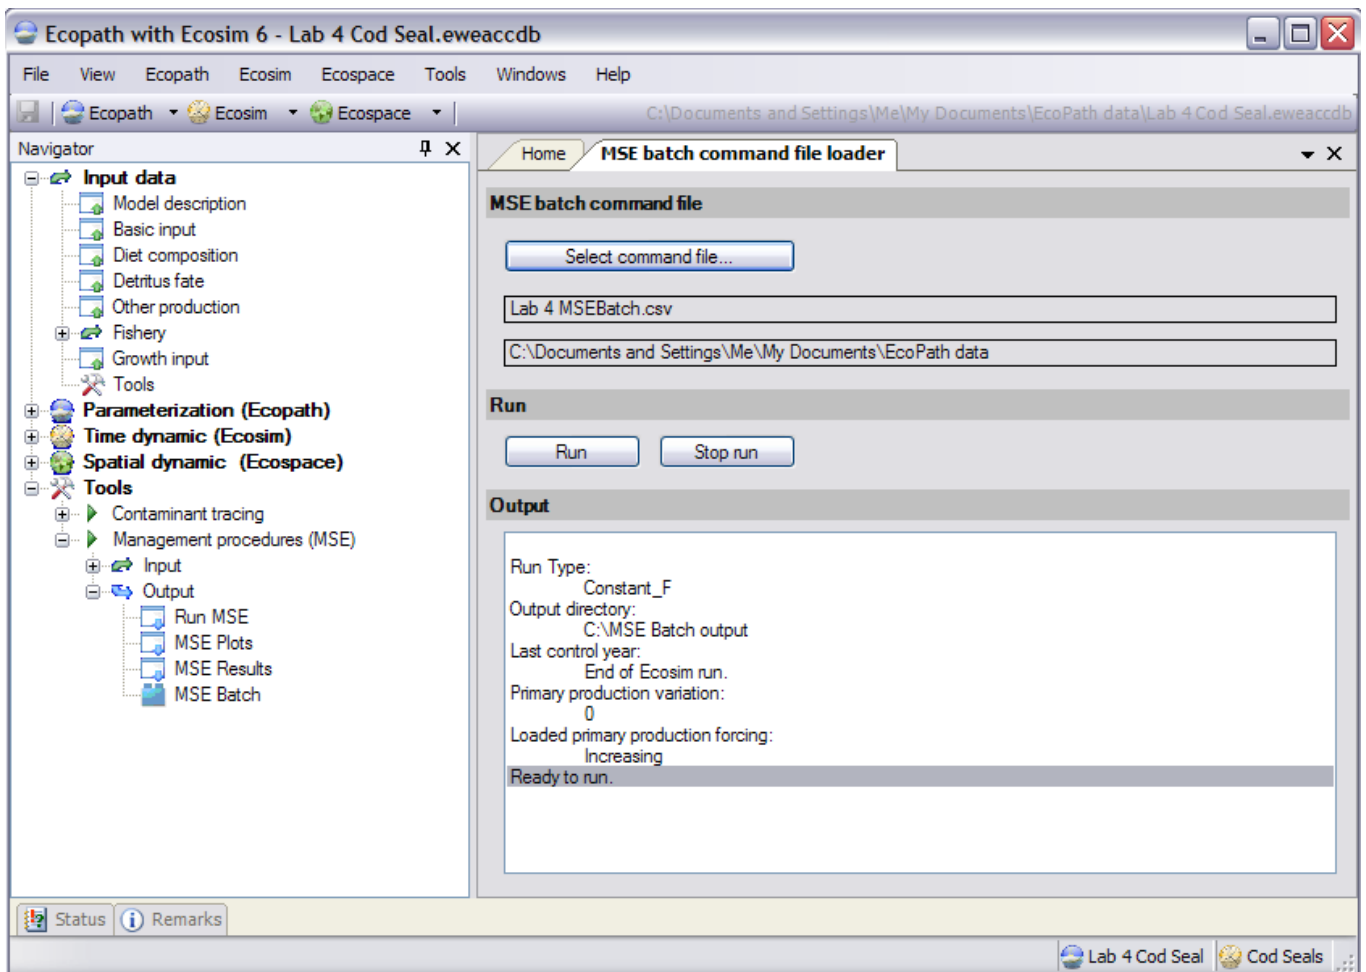 Ecopath with Ecosim 6 - Lab 4 Cod Seal.eweaccdb
File View Ecopath Ecosim Ecospace Tools Windows Help
Ecopath Ecosim Ecospace C:\Documents and Settings\Me\My Documents\EcoPath data\Lab 4 Cod Seal.eweaccdb
Navigator
Input data
Model description
Basic input
Diet composition
Detritus fate
Other production
Fishery
Growth input
Tools
Parameterization (Ecopath)
Time dynamic (Ecosim)
Spatial dynamic (Ecospace)
Tools
Contaminant tracing
Management procedures (MSE)
Input
Output
Run MSE
MSE Plots
MSE Results
MSE Batch
Home MSE batch command file loader
MSE batch command file
Select command file...
Lab 4 MSEBatch.csv
C:\Documents and Settings\Me\My Documents\EcoPath data
Run
Run Stop run
Output
Run Type:
Constant_F
Output directory:
C:\MSE Batch output
Last control year:
End of Ecosim run.
Primary production variation:
0
Loaded primary production forcing:
Increasing
Ready to run.
Status Remarks
Lab 4 Cod Seal Cod Seals